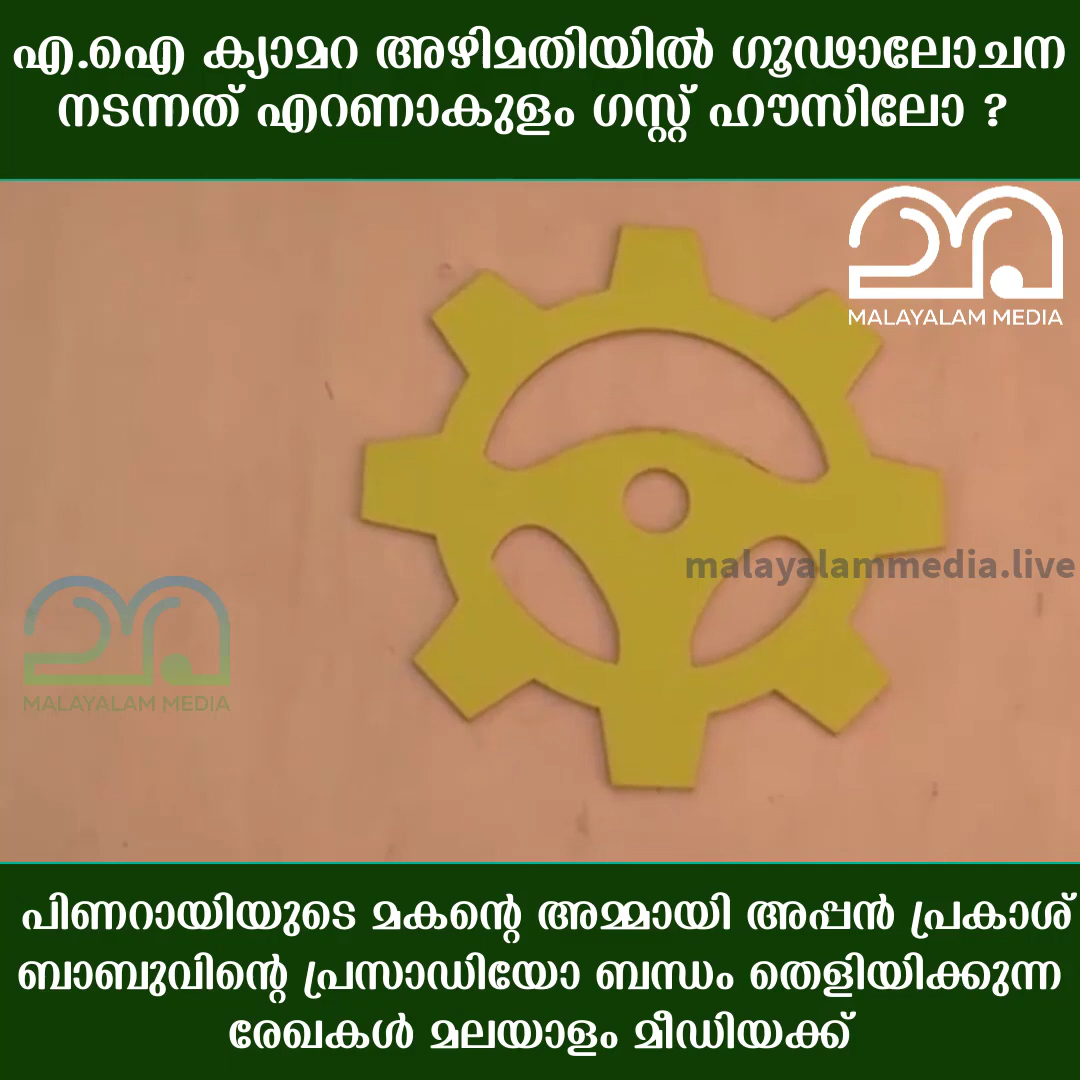 എ.ഐ ക്യാമറ അഴിമതിയിൽ ഗൂഢാലോചന
നടന്നത് എറണാകുളം ഗസ്റ്റ് ഹൗസിലോ ?
MALAYALAM MEDIA
malayalammedia.live
MALAYALAM MEDIA
പിണറായിയുടെ മകന്റെ അമ്മായി അപ്പൻ പ്രകാശ്
ബാബുവിന്റെ പ്രസാഡിയോ ബന്ധം തെളിയിക്കുന്ന
രേഖകൾ മലയാളം മീഡിയക്ക്